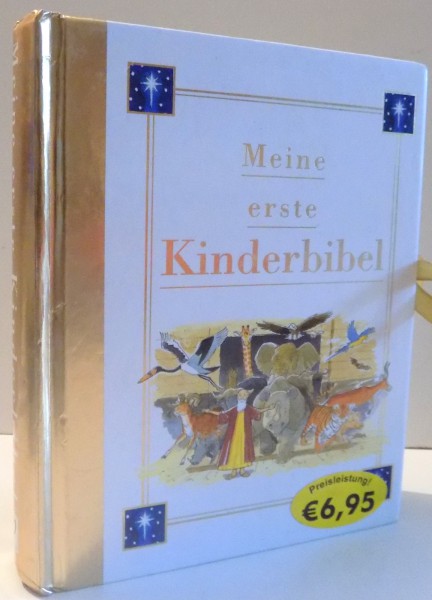 Meine
erste
Kinderbibel
Preisleistung!
€6,95